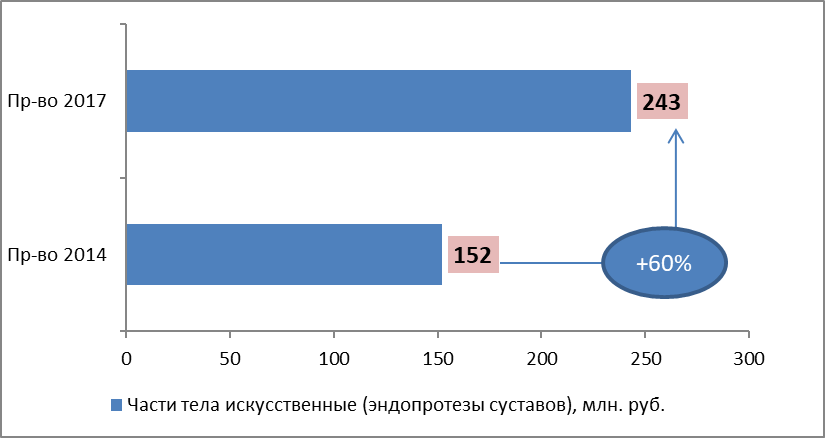 Пр-во 2017
243
Пр-во 2014
152
+60%
0 50 100 150 200 250 300
Части тела искусственные (эндопротезы суставов), млн. руб.